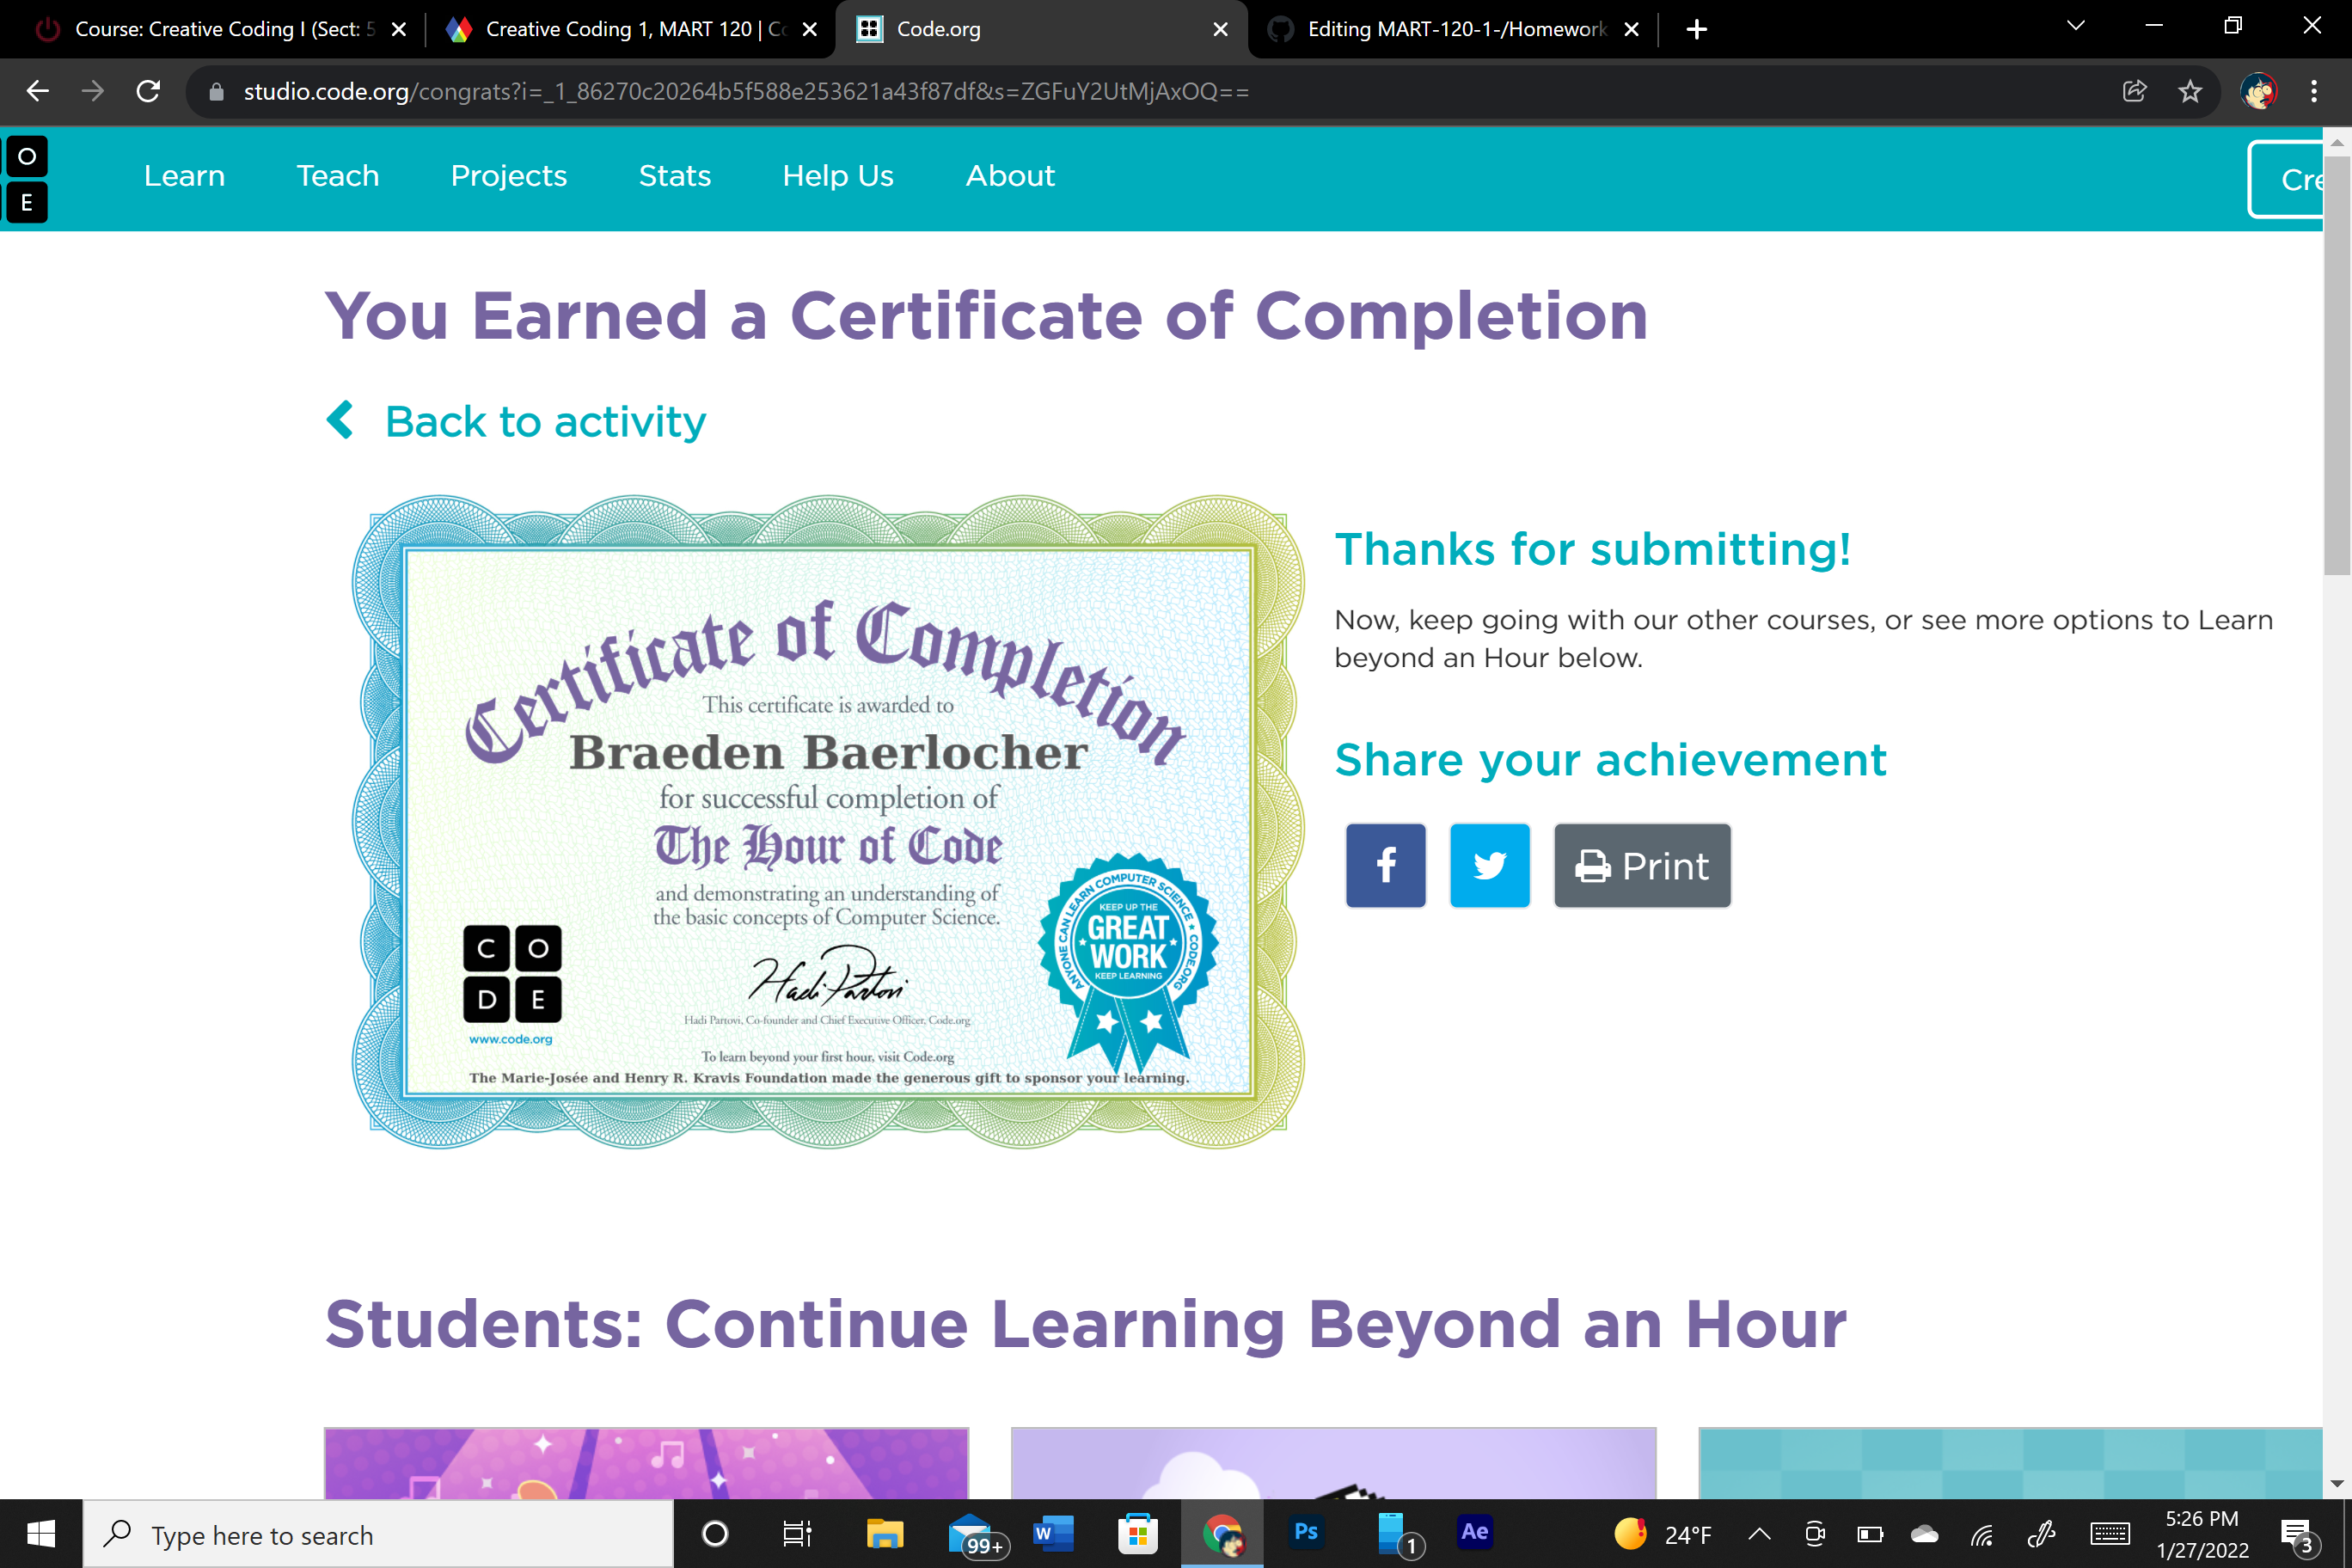 Course: Creative Coding I (Sect: 5
Creative Coding 1, MART 120 | Co
Code.org
Editing MART-120-1-/Homework
studio.code.org/congrats?i=_1_86270c20264b5f588e253621a43f87df&s=ZGFuY2UtMjAxOQ==
O
E
Learn
Teach
Projects
Stats
Help Us
About
Cre
You Earned a Certificate of Completion
Back to activity
Certificate of Completion
This certificate is awarded to
Braeden Baerlocher
for successful completion of
The Hour of Code
and demonstrating an understanding of
the basic concepts of Computer Science.
Hadi Partovi
Hadi Partovi, Co-founder and Chief Executive Officer, Code.org
C O
D E
www.code.org
ANYONE CAN LEARN COMPUTER SCIENCE • CODE.ORG
KEEP UP THE
GREAT
WORK
KEEP LEARNING
To learn beyond your first hour, visit Code.org
The Marie-Josée and Henry R. Kravis Foundation made the generous gift to sponsor your learning.
Thanks for submitting!
Now, keep going with our other courses, or see more options to Learn
beyond an Hour below.
Share your achievement
Print
Students: Continue Learning Beyond an Hour
Type here to search
99+
W
Ps
1
Ae
24°F
5:26 PM
1/27/2022
3